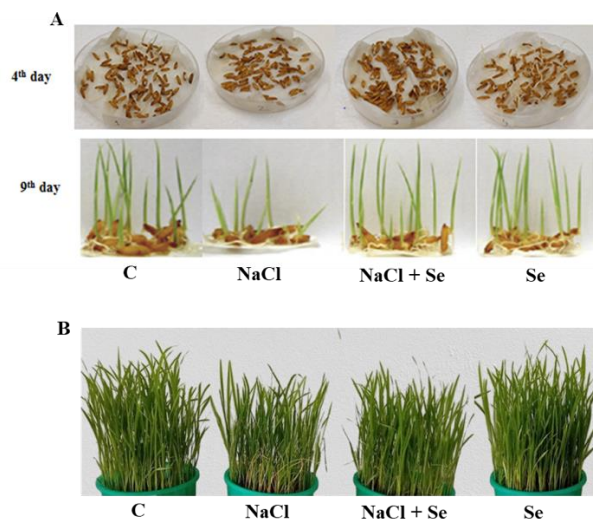 A
4th day
9th day
C NaCl NaCl + Se Se
B
C NaCl NaCl + Se Se